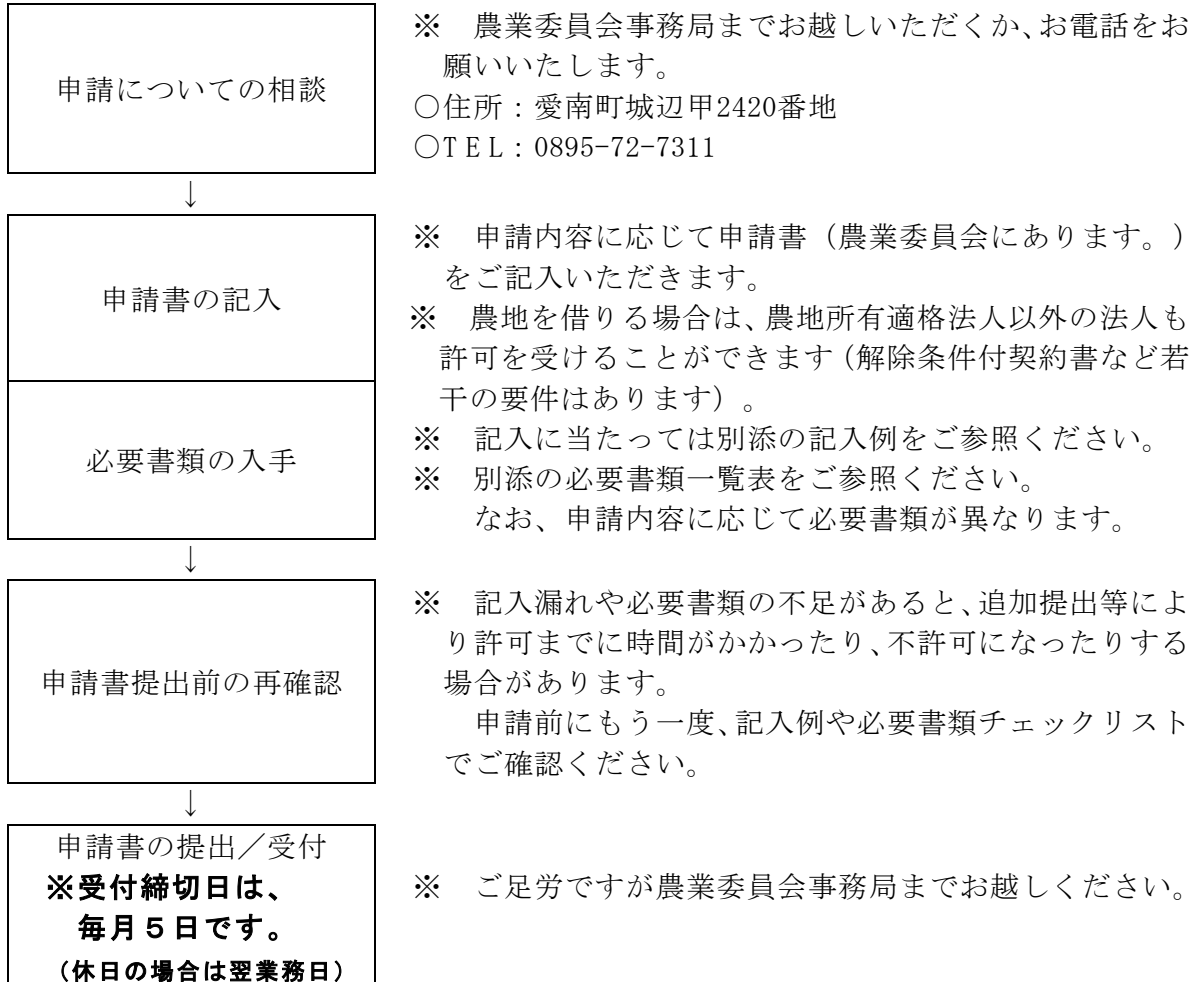 申請についての相談
※　農業委員会事務局までお越しいただくか、お電話をお
願いいたします。
○住所：愛南町城辺甲2420番地
○TEL：0895-72-7311
↓
申請書の記入
※　申請内容に応じて申請書（農業委員会にあります。）
をご記入いただきます。
※　農地を借りる場合は、農地所有適格法人以外の法人も
許可を受けることができます（解除条件付契約書など若
干の要件はあります）。
必要書類の入手
※　記入に当たっては別添の記入例をご参照ください。
※　別添の必要書類一覧表をご参照ください。
なお、申請内容に応じて必要書類が異なります。
↓
申請書提出前の再確認
※　記入漏れや必要書類の不足があると、追加提出等によ
り許可までに時間がかかったり、不許可になったりする
場合があります。
申請前にもう一度、記入例や必要書類チェックリスト
でご確認ください。
↓
申請書の提出／受付
※受付締切日は、
毎月５日です。
（休日の場合は翌業務日）
※　ご足労ですが農業委員会事務局までお越しください。